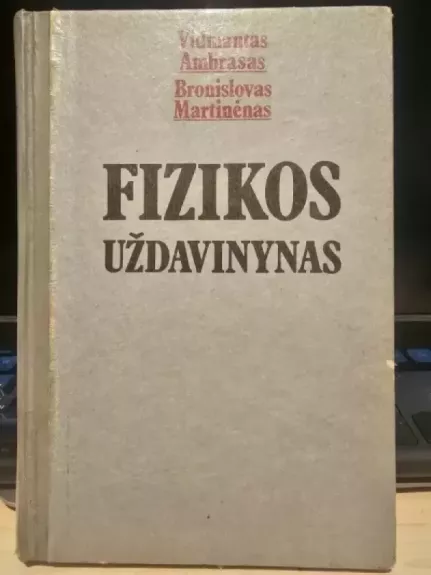 Vidmantas
Ambrasas
Bronislovas
Martinėnas
FIZIKOS
UŽDAVINYNAS